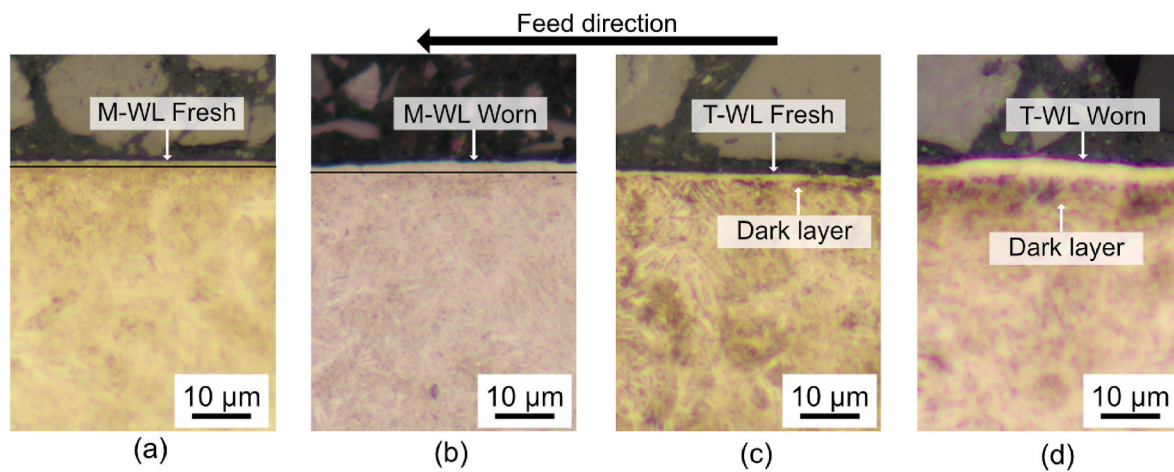 Feed direction
M-WL Fresh
M-WL Worn
T-WL Fresh
T-WL Worn
Dark layer
Dark layer
10 µm
10 µm
10 µm
10 µm
(a)
(b)
(c)
(d)